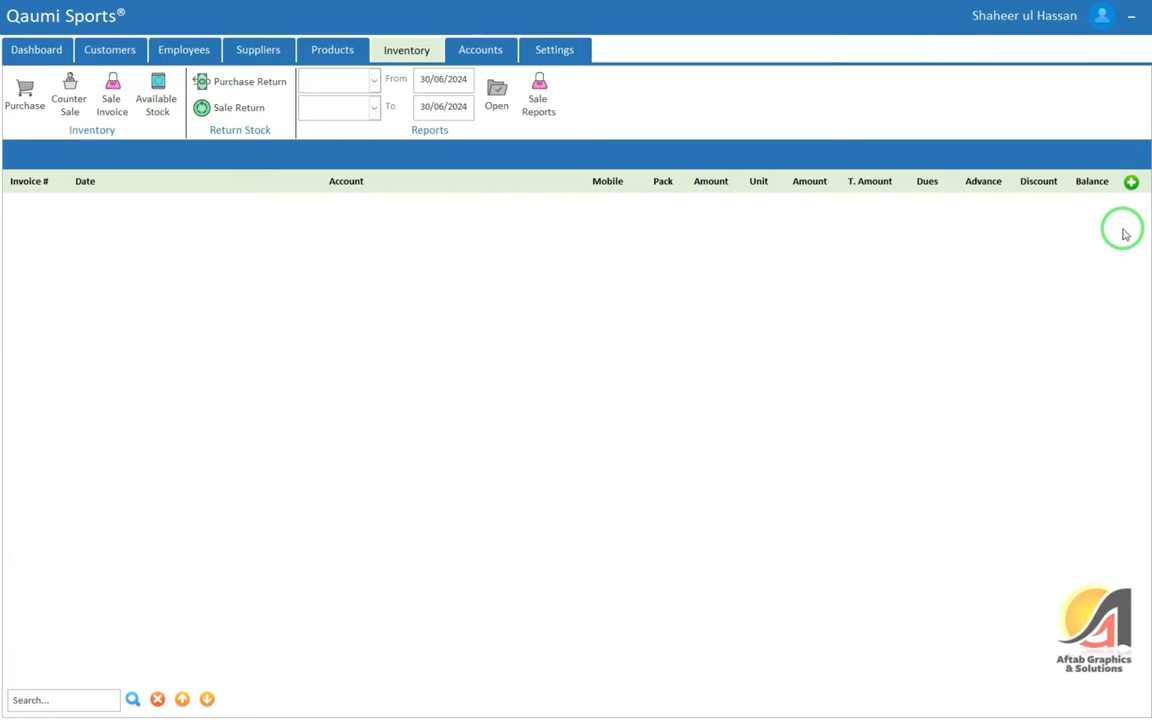 Qaumi Sports®
Shaheer ul Hassan
Dashboard Customers Employees Suppliers Products Inventory Accounts Settings
Purchase
Counter Sale
Sale Invoice
Available Stock
Inventory
Purchase Return
Sale Return
Return Stock
From 30/06/2024
To 30/06/2024
Open
Sale Reports
Reports
Invoice # Date Account Mobile Pack Amount Unit Amount T. Amount Dues Advance Discount Balance
Aftab Graphics
& Solutions
Search...